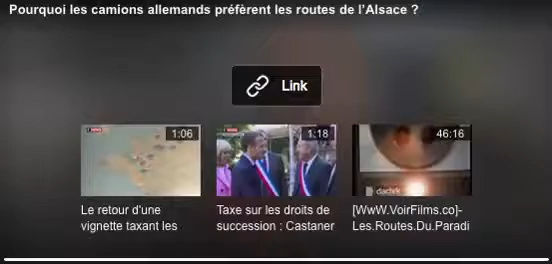 Pourquoi les camions allemands préfèrent les routes de l'Alsace ?
Link
1:06
1:18
46:16
dachrk
Le retour d'une
vignette taxant les
Taxe sur les droits de
succession : Castaner
[WwW.VoirFilms.co]-
Les.Routes.Du.Paradi